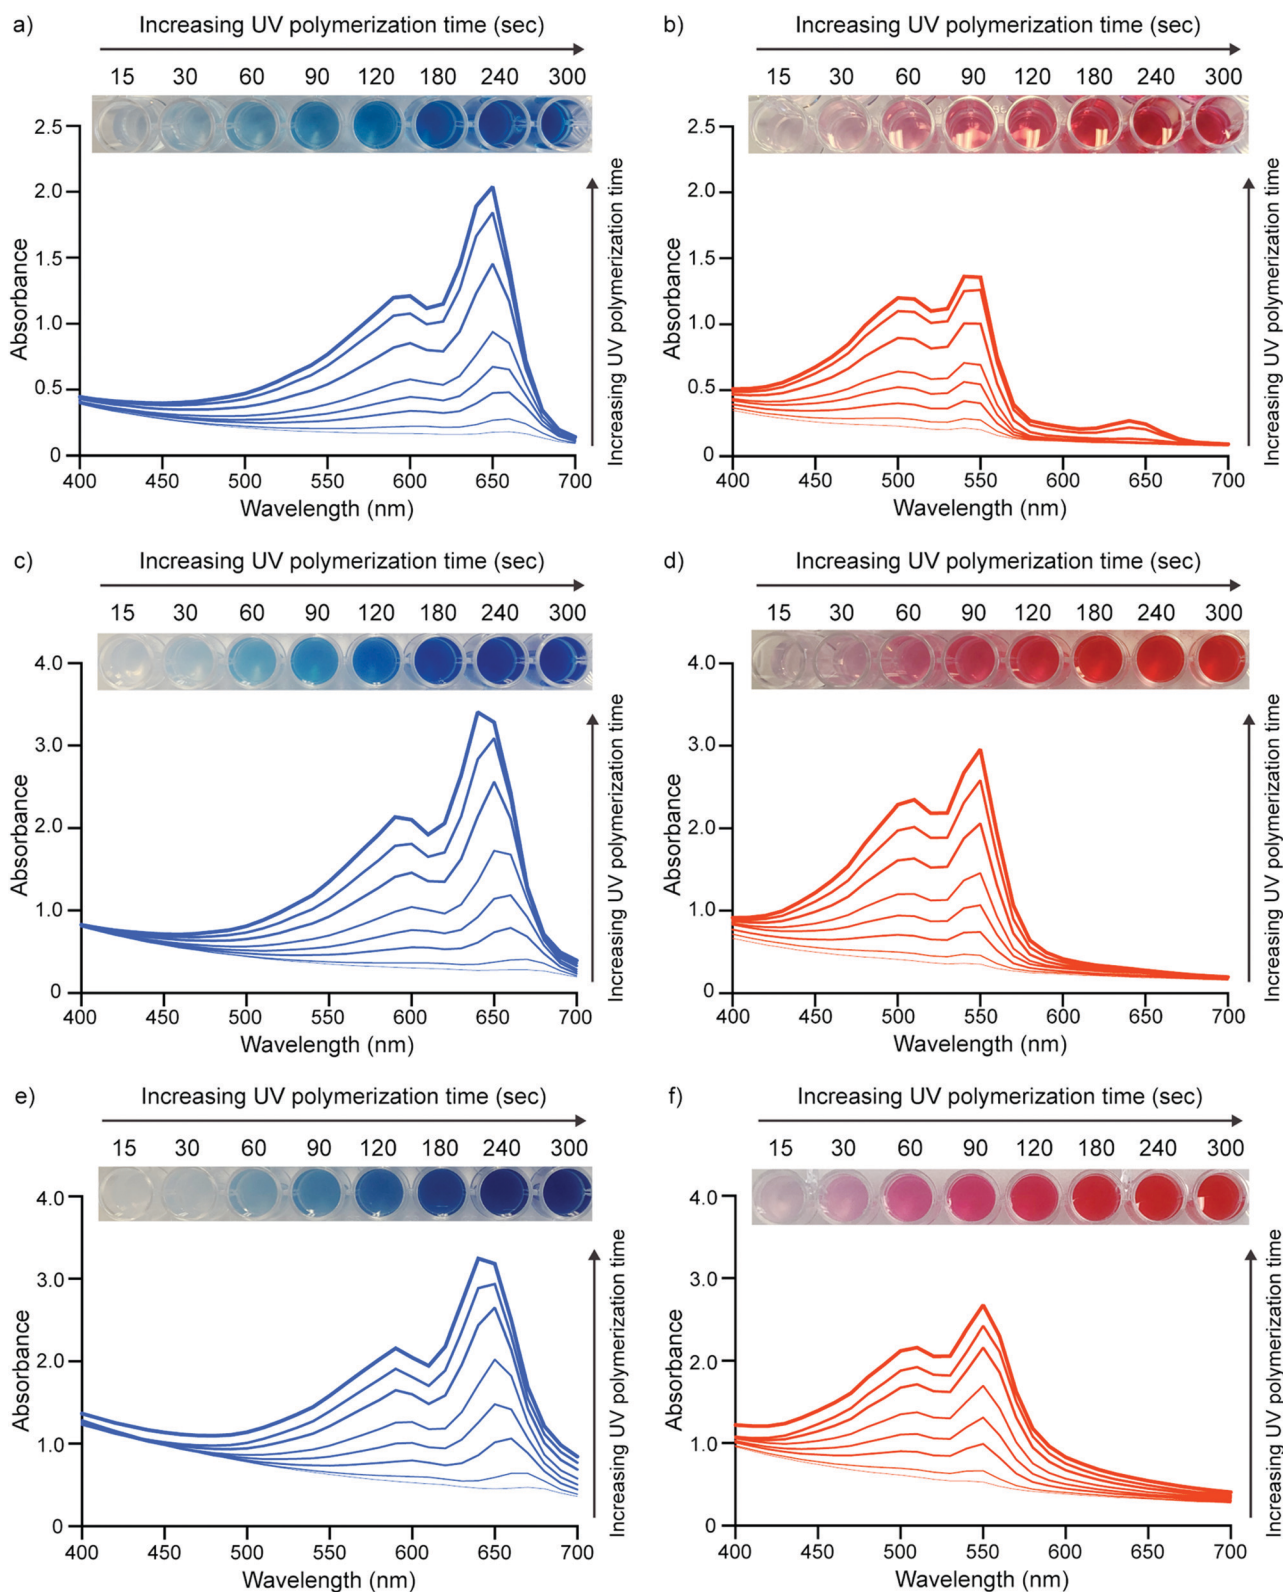 a) Increasing UV polymerization time (sec)
15 30 60 90 120 180 240 300
2.5
2.0
1.5
1.0
0.5
0
Absorbance
400 450 500 550 600 650 700
Wavelength (nm)
Increasing UV polymerization time
b) Increasing UV polymerization time (sec)
15 30 60 90 120 180 240 300
2.5
2.0
1.5
1.0
0.5
0
Absorbance
400 450 500 550 600 650 700
Wavelength (nm)
Increasing UV polymerization time
c) Increasing UV polymerization time (sec)
15 30 60 90 120 180 240 300
4.0
3.0
2.0
1.0
0
Absorbance
400 450 500 550 600 650 700
Wavelength (nm)
Increasing UV polymerization time
d) Increasing UV polymerization time (sec)
15 30 60 90 120 180 240 300
4.0
3.0
2.0
1.0
0
Absorbance
400 450 500 550 600 650 700
Wavelength (nm)
Increasing UV polymerization time
e) Increasing UV polymerization time (sec)
15 30 60 90 120 180 240 300
4.0
3.0
2.0
1.0
0
Absorbance
400 450 500 550 600 650 700
Wavelength (nm)
Increasing UV polymerization time
f) Increasing UV polymerization time (sec)
15 30 60 90 120 180 240 300
4.0
3.0
2.0
1.0
0
Absorbance
400 450 500 550 600 650 700
Wavelength (nm)
Increasing UV polymerization time